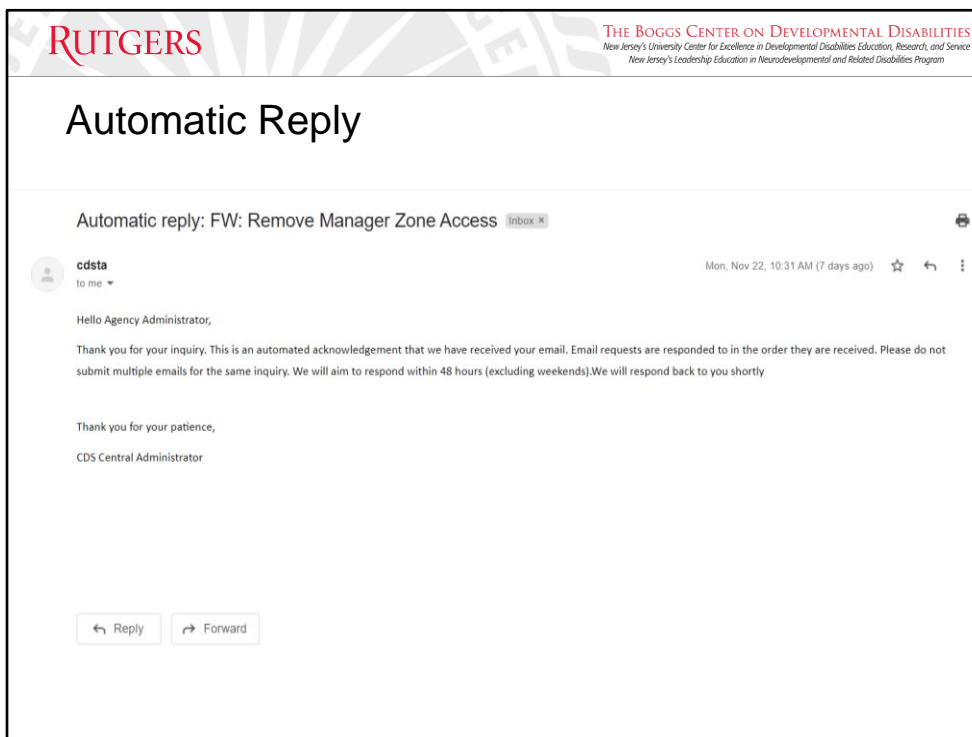 RUTGERS
THE BOGGS CENTER ON DEVELOPMENTAL DISABILITIES
New Jersey's University Center for Excellence in Developmental Disabilities Education, Research, and Service
New Jersey's Leadership Education in Neurodevelopmental and Related Disabilities Program
Automatic Reply
Automatic reply: FW: Remove Manager Zone Access Inbox ×
cdsta
Mon, Nov 22, 10:31 AM (7 days ago)
to me
Hello Agency Administrator,
Thank you for your inquiry. This is an automated acknowledgement that we have received your email. Email requests are responded to in the order they are received. Please do not
submit multiple emails for the same inquiry. We will aim to respond within 48 hours (excluding weekends).We will respond back to you shortly
Thank you for your patience,
CDS Central Administrator
Reply
Forward